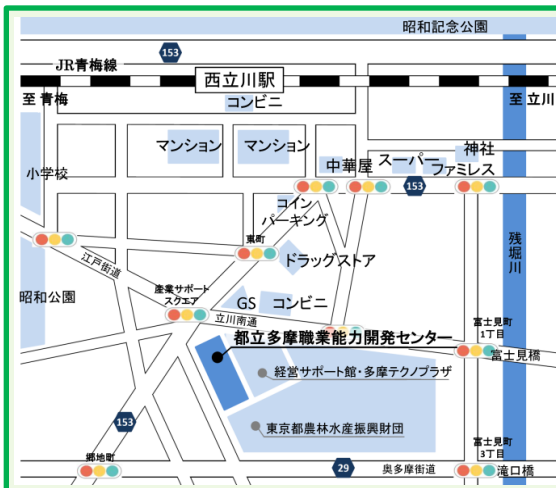 昭和記念公園
153
JR青梅線
西立川駅
至 青梅
至 立川
コンビニ
マンション
マンション
小学校
中華屋
スーパー
神社
ファミレス
153
コイン
パーキング
東町
ドラッグストア
江戸街道
残堀川
昭和公園
産業サポート
スクエア
GS
コンビニ
立川南通
富士見町
1丁目
都立多摩職業能力開発センター
富士見橋
経営サポート館・多摩テクノプラザ
153
東京都農林水産振興財団
郷地町
29
奥多摩街道
富士見町
3丁目
滝口橋